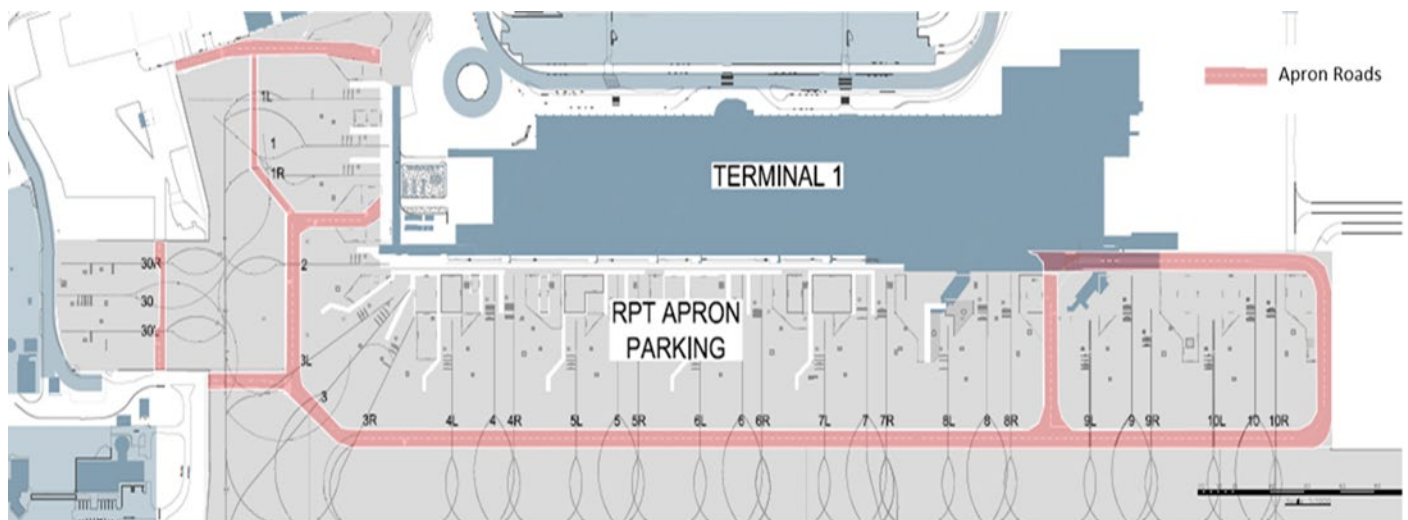 Apron Roads
1L
1
1R
TERMINAL 1
30R
2
30
RPT APRON
PARKING
30L
3L
3
3R
4L
4
4R
5L
5
5R
6L
6
6R
7L
7
7R
8L
8
8R
9L
9
9R
10L
10
10R